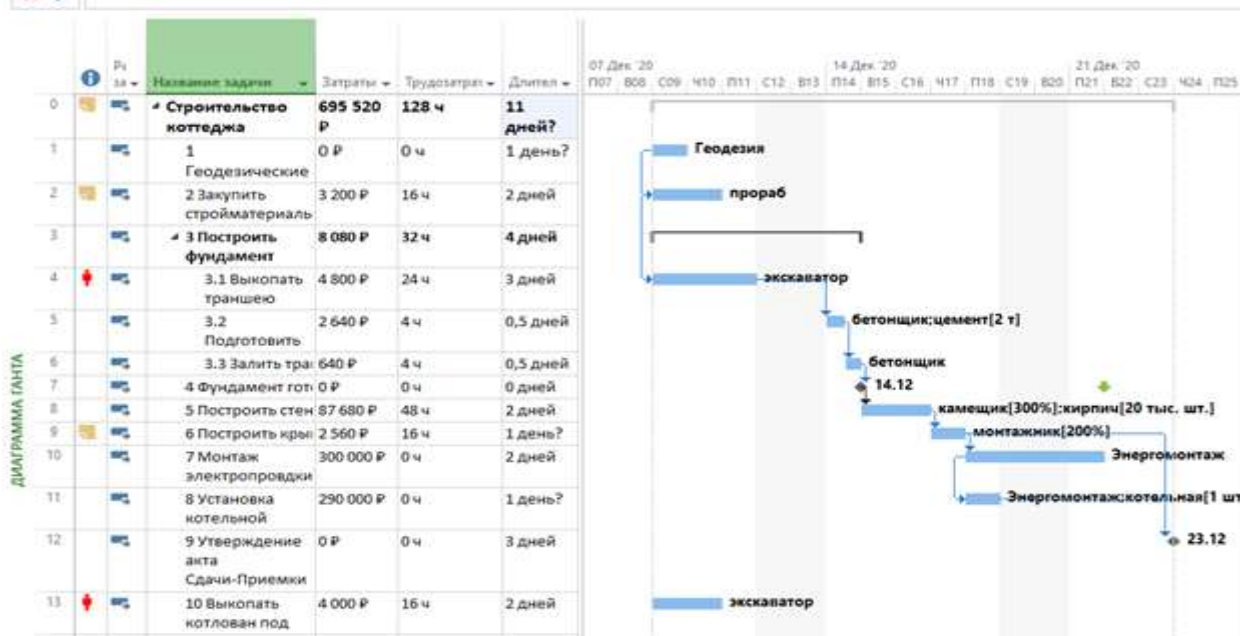 07 Дек '20 14 Дек '20 21 Дек '20
Название задачи Затраты Трудозатрат Длител П07 В08 С09 Ч10 П11 С12 В13 П14 В15 С16 Ч17 П18 С19 В20 П21 В22 С23 Ч24 П25
0 Строительство 695 520 128 ч 11
коттеджа ₽ дней?
1 1 0 ₽ 0 ч 1 день? Геодезия
Геодезические
2 2 Закупить 3 200 ₽ 16 ч 2 дней прораб
стройматериаль
3 3 Построить 8 080 ₽ 32 ч 4 дней
фундамент
4 3.1 Выкопать 4 800 ₽ 24 ч 3 дней экскаватор
траншею
5 3.2 2 640 ₽ 4 ч 0,5 дней бетонщик;цемент[2 т]
Подготовить
6 3.3 Залить тра 640 ₽ 4 ч 0,5 дней бетонщик
7 4 Фундамент гот 0 ₽ 0 ч 0 дней 14.12
8 5 Построить стен 87 680 ₽ 48 ч 2 дней камещик[300%];кирпич[20 тыс. шт.]
9 6 Построить кры 2 560 ₽ 16 ч 1 день? монтажник[200%]
10 7 Монтаж 300 000 ₽ 0 ч 2 дней Энергомонтаж
электропровдки
11 8 Установка 290 000 ₽ 0 ч 1 день? Энергомонтаж;котельная[1 шт
котельной
12 9 Утверждение 0 ₽ 0 ч 3 дней 23.12
акта
Сдачи-Приемки
13 10 Выкопать 4 000 ₽ 16 ч 2 дней экскаватор
котлован под
ДИАГРАММА ГАНТА